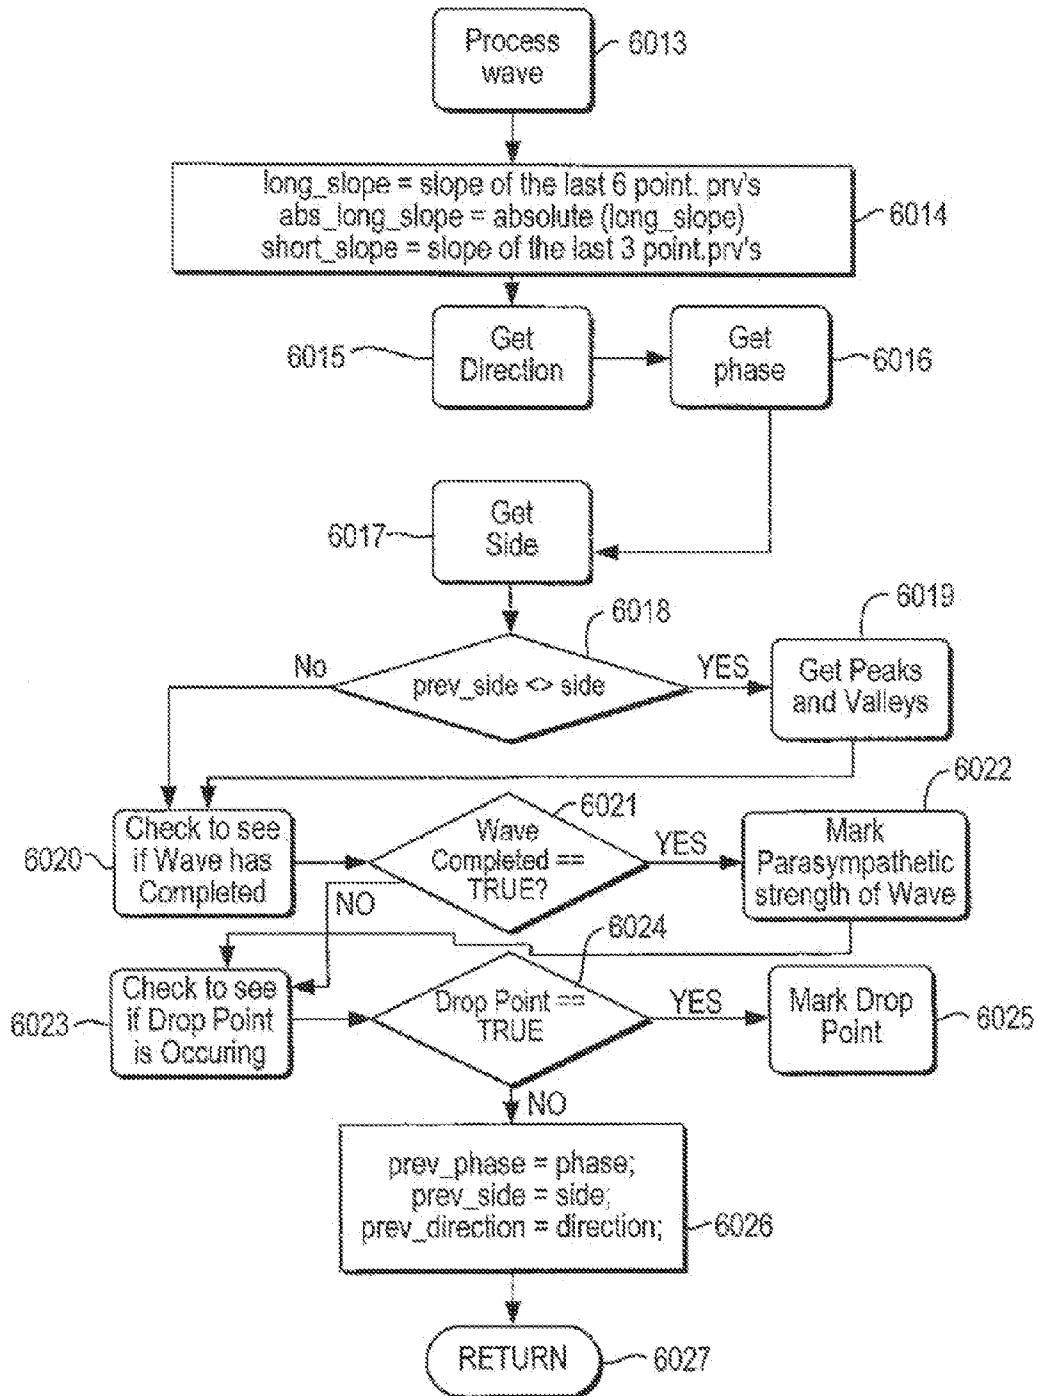 Process
wave
6013
long_slope = slope of the last 6 point. prv's
abs_long_slope = absolute (long_slope)
short_slope = slope of the last 3 point.prv's
6014
6015
Get
Direction
Get
phase
6016
6017
Get
Side
6018
6019
No
prev_side <> side
YES
Get Peaks
and Valleys
6020
Check to see
if Wave has
Completed
6021
Wave
Completed ==
TRUE?
YES
NO
6022
Mark
Parasympathetic
strength of Wave
6023
Check to see
if Drop Point
is Occuring
6024
Drop Point ==
TRUE
YES
Mark Drop
Point
6025
NO
prev_phase = phase;
prev_side = side;
prev_direction = direction;
6026
RETURN
6027